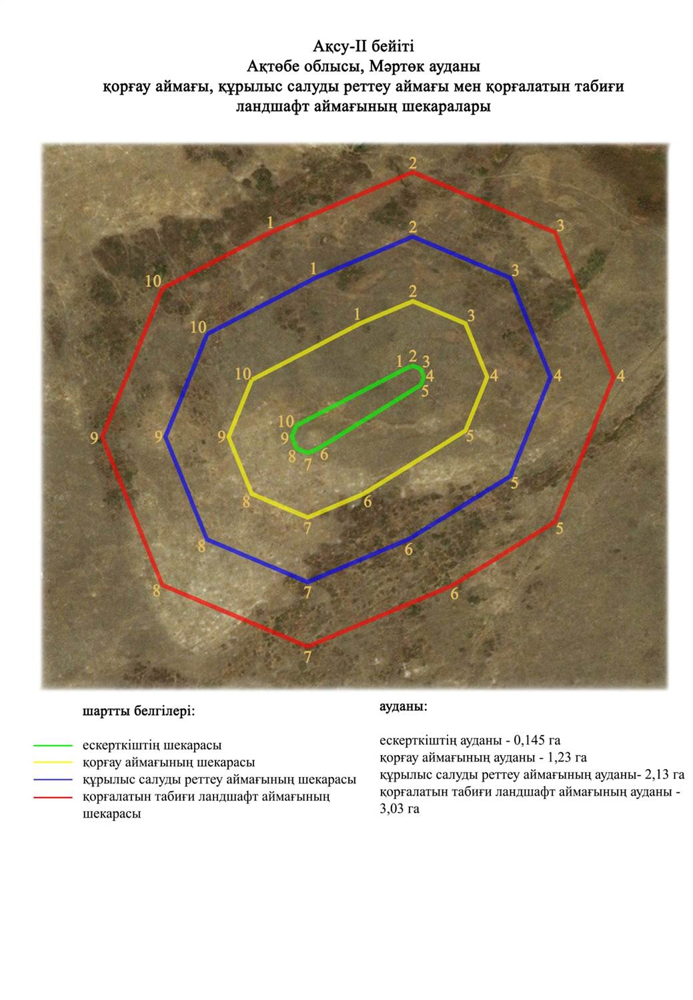 Ақсу-II бейіті
Ақтөбе облысы, Мәртөк ауданы
қорғау аймағы, құрылыс салуды реттеу аймағы мен қорғалатын табиғи
ландшафт аймағының шекаралары
2
1
3
2
10
1
3
2
10
1
3
10
1
2
3
4
4
4
4
5
10
9
9
9
9
5
8
7
6
5
8
6
7
5
8
6
7
8
6
7
шартты белгілері:
ескерткіштің шекарасы
қорғау аймағының шекарасы
құрылыс салуды реттеу аймағының шекарасы
қорғалатын табиғи ландшафт аймағының
шекарасы
ауданы:
ескерткіштің ауданы - 0,145 га
қорғау аймағының ауданы - 1,23 га
құрылыс салуды реттеу аймағының ауданы- 2,13 га
қорғалатын табиғи ландшафт аймағының ауданы -
3,03 га